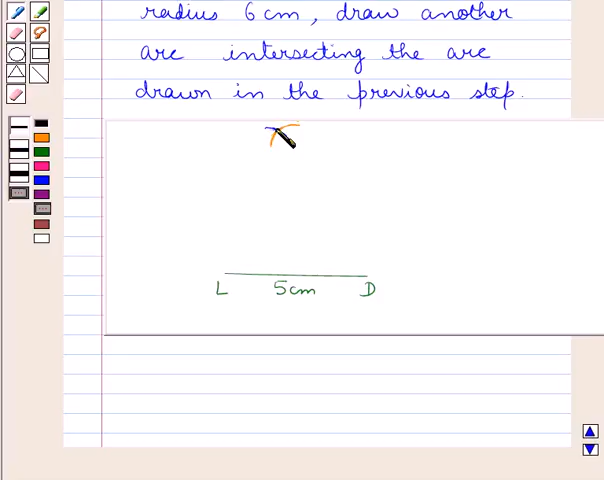 radius 6 cm, draw another
arc intersecting the arc
drawn in the previous step.
L 5cm D